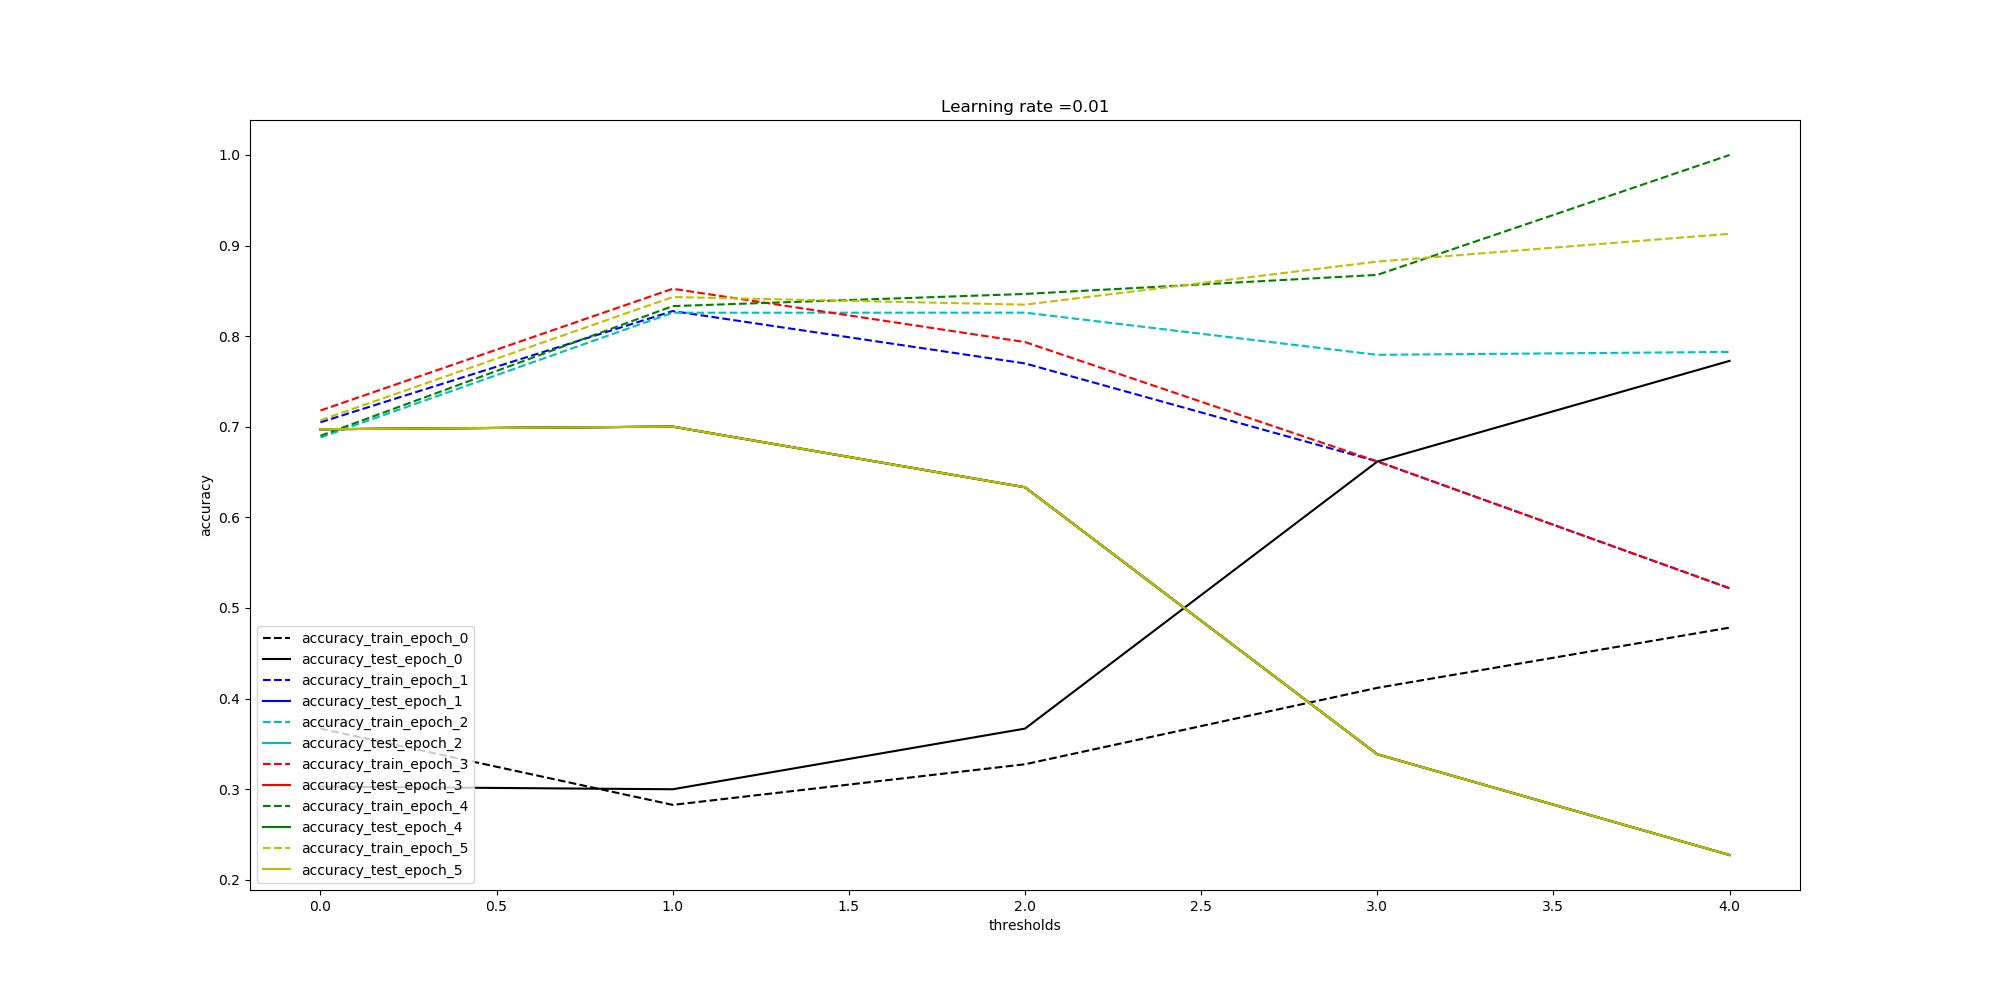 Learning rate =0.01
1.0
0.9
0.8
0.7
0.6
0.5
0.4
0.3
0.2
accuracy
accuracy_train_epoch_0
accuracy_test_epoch_0
accuracy_train_epoch_1
accuracy_test_epoch_1
accuracy_train_epoch_2
accuracy_test_epoch_2
accuracy_train_epoch_3
accuracy_test_epoch_3
accuracy_train_epoch_4
accuracy_test_epoch_4
accuracy_train_epoch_5
accuracy_test_epoch_5
0.0 0.5 1.0 1.5 2.0 2.5 3.0 3.5 4.0
thresholds